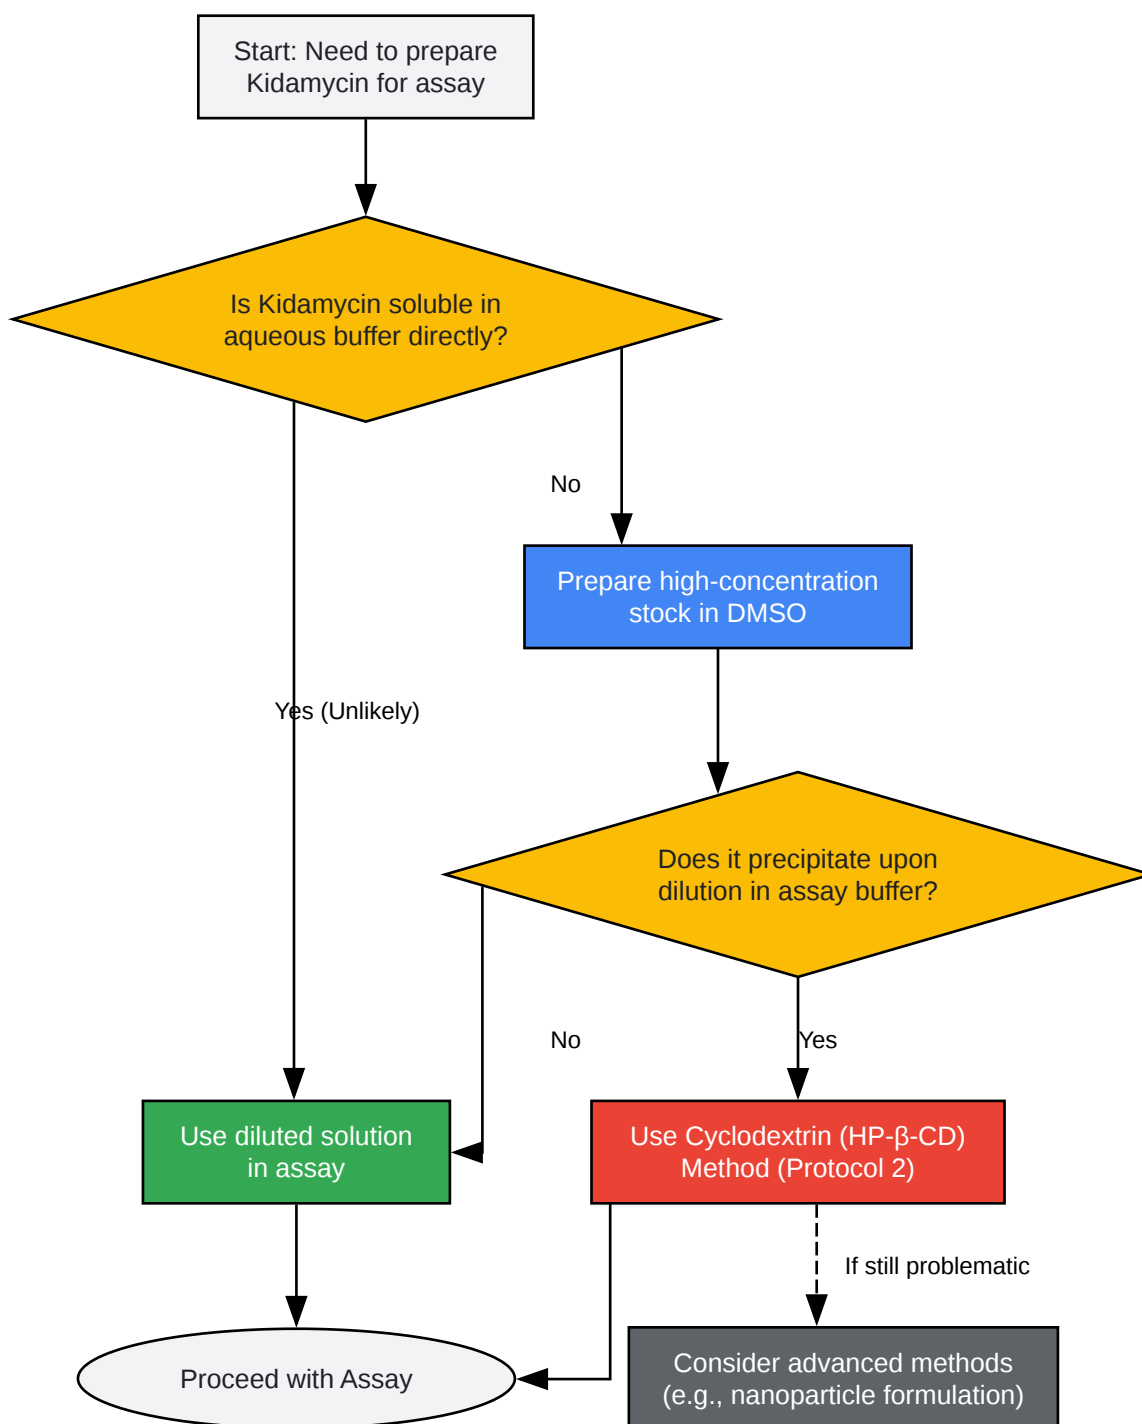 Start: Need to prepare
Kidamycin for assay
Is Kidamycin soluble in
aqueous buffer directly?
No
Prepare high-concentration
stock in DMSO
Yes (Unlikely)
Does it precipitate upon
dilution in assay buffer?
No
Yes
Use diluted solution
in assay
Use Cyclodextrin (HP-β-CD)
Method (Protocol 2)
If still problematic
Proceed with Assay
Consider advanced methods
(e.g., nanoparticle formulation)